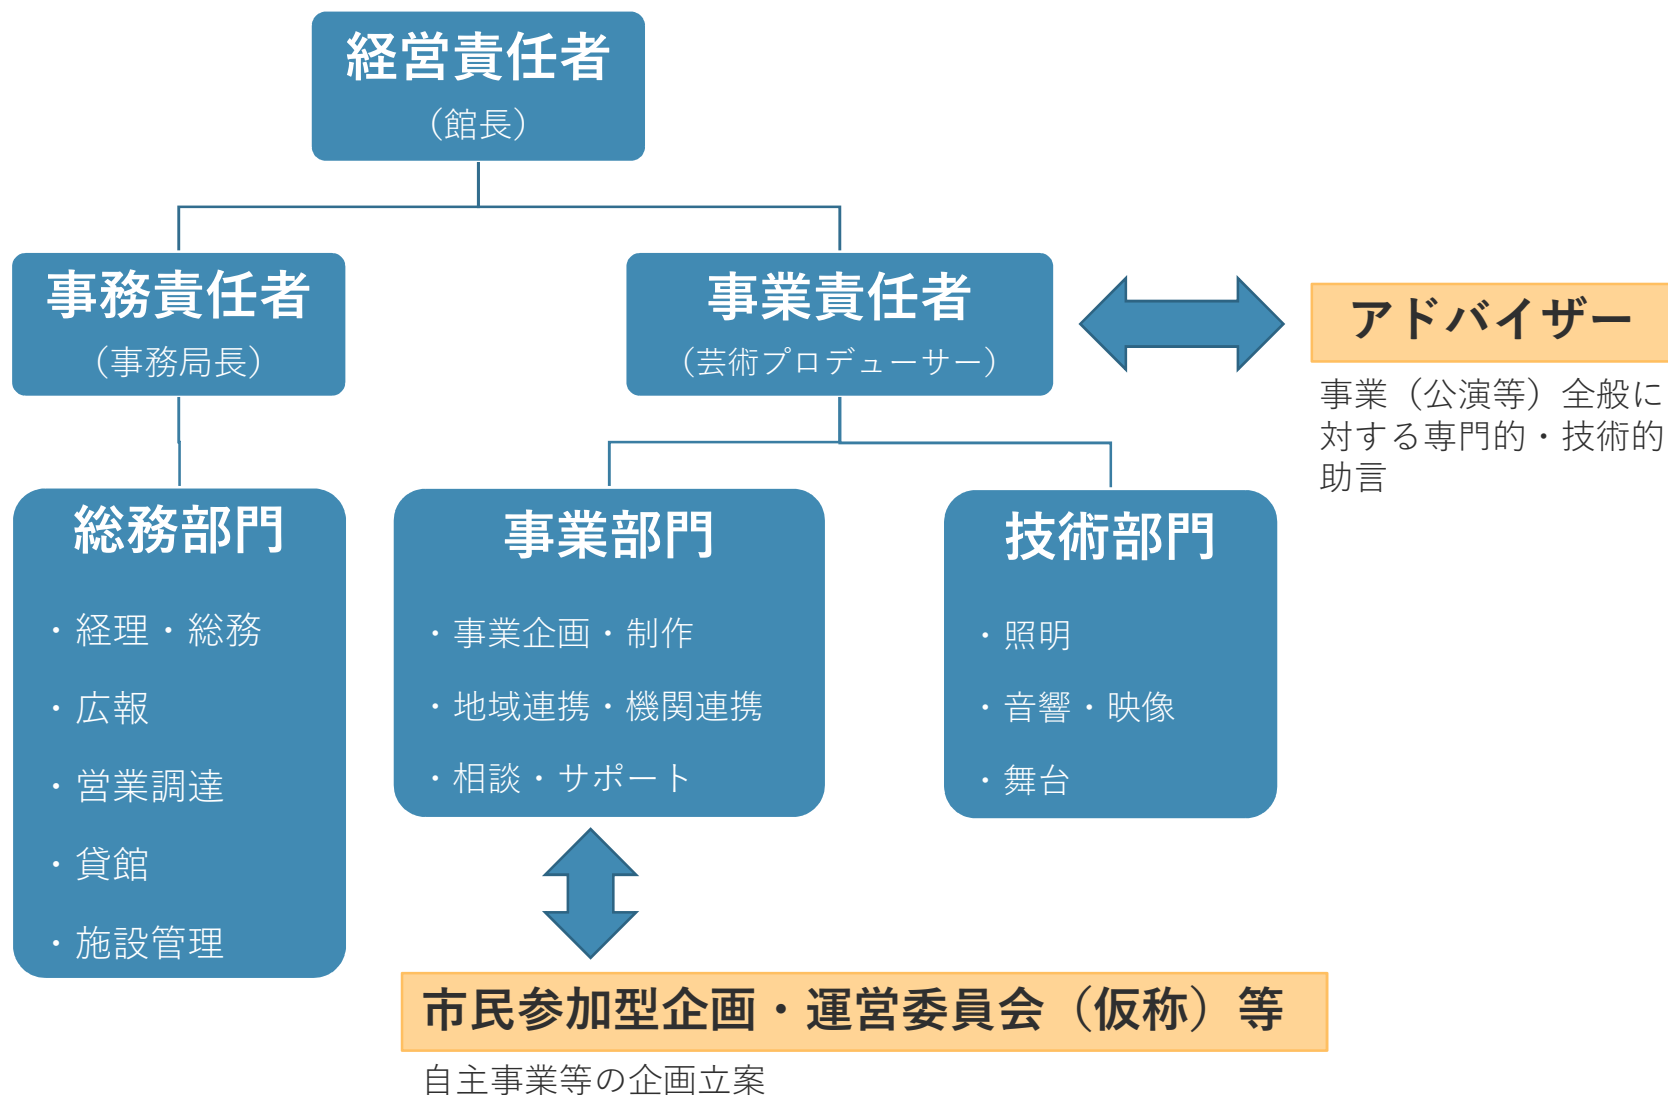 経営責任者
（館長）
事務責任者
（事務局長）
事業責任者
（芸術プロデューサー）
アドバイザー
事業（公演等）全般に
対する専門的・技術的
助言
総務部門
・経理・総務
・広報
・営業調達
・貸館
・施設管理
事業部門
・事業企画・制作
・地域連携・機関連携
・相談・サポート
技術部門
・照明
・音響・映像
・舞台
市民参加型企画・運営委員会（仮称）等
自主事業等の企画立案